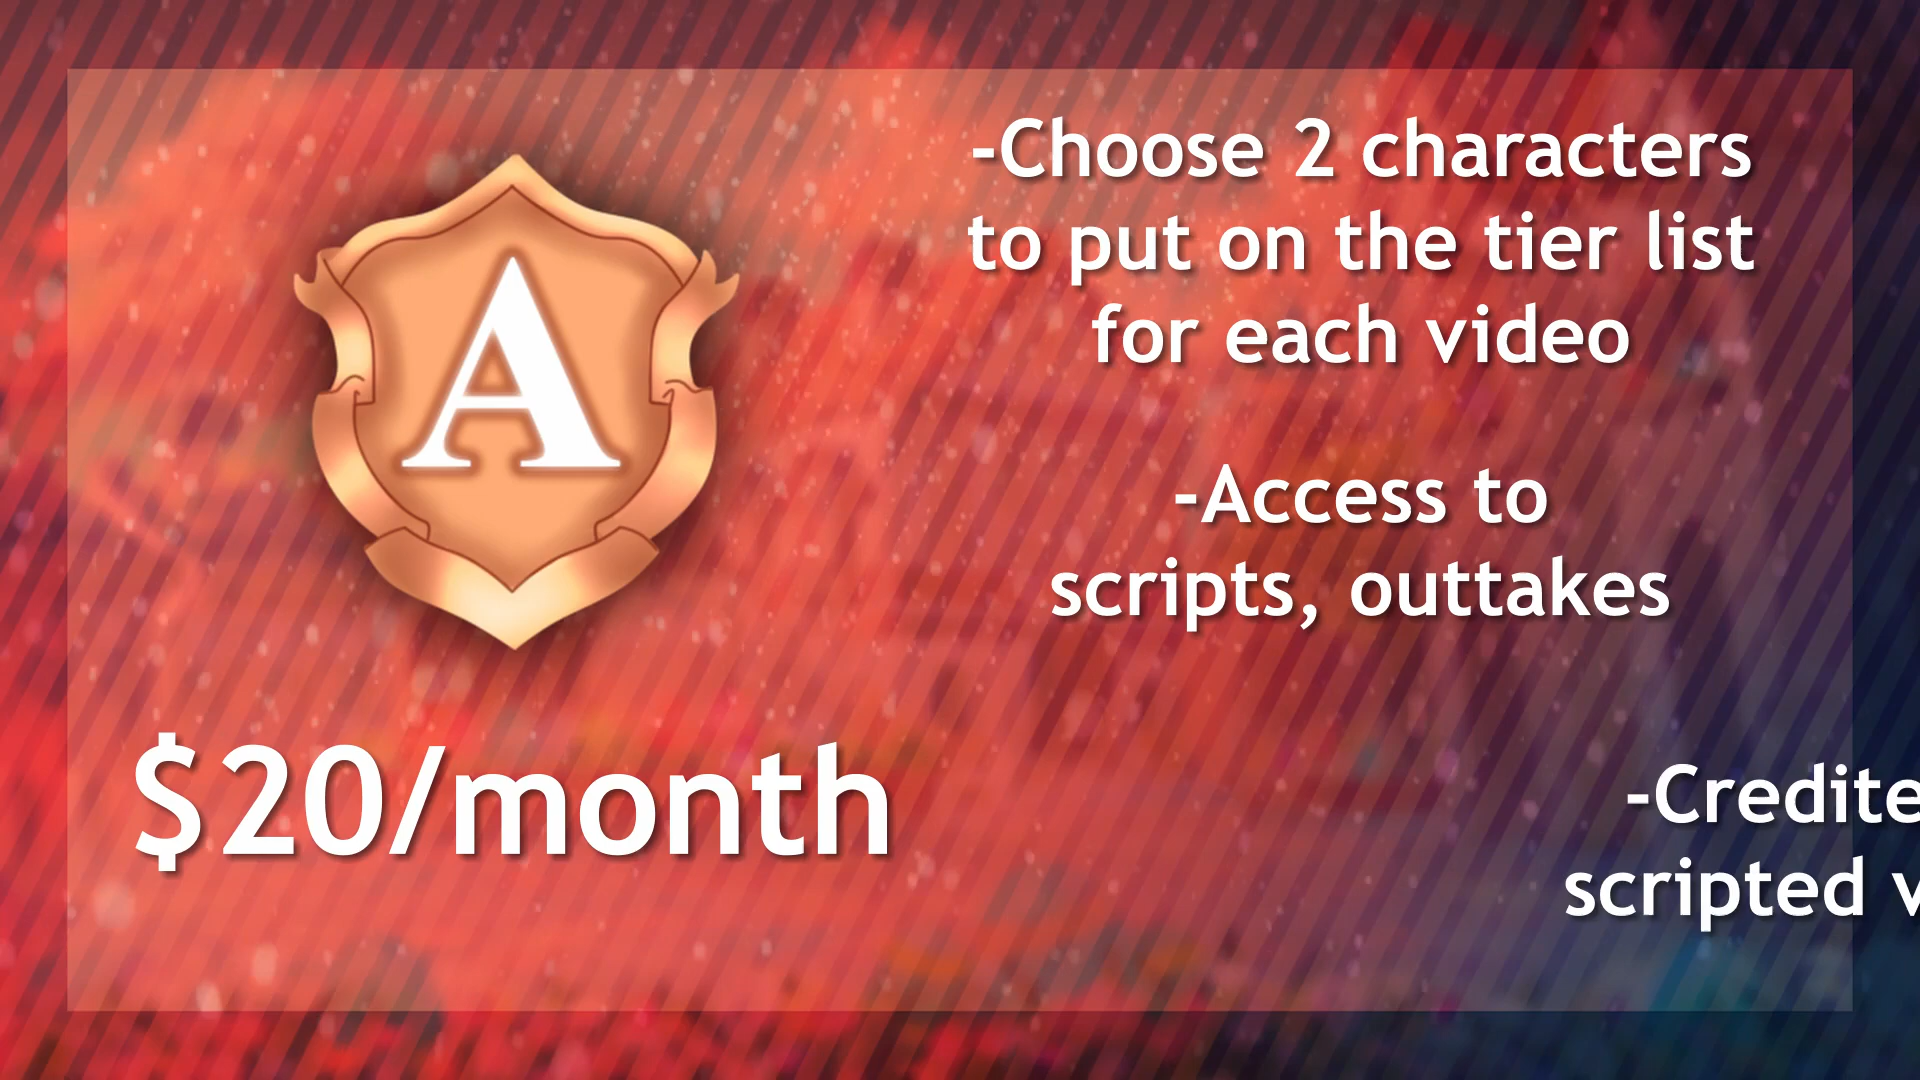 A
$20/month
-Choose 2 characters
to put on the tier list
for each video
-Access to
scripts, outtakes
-Credite
scripted